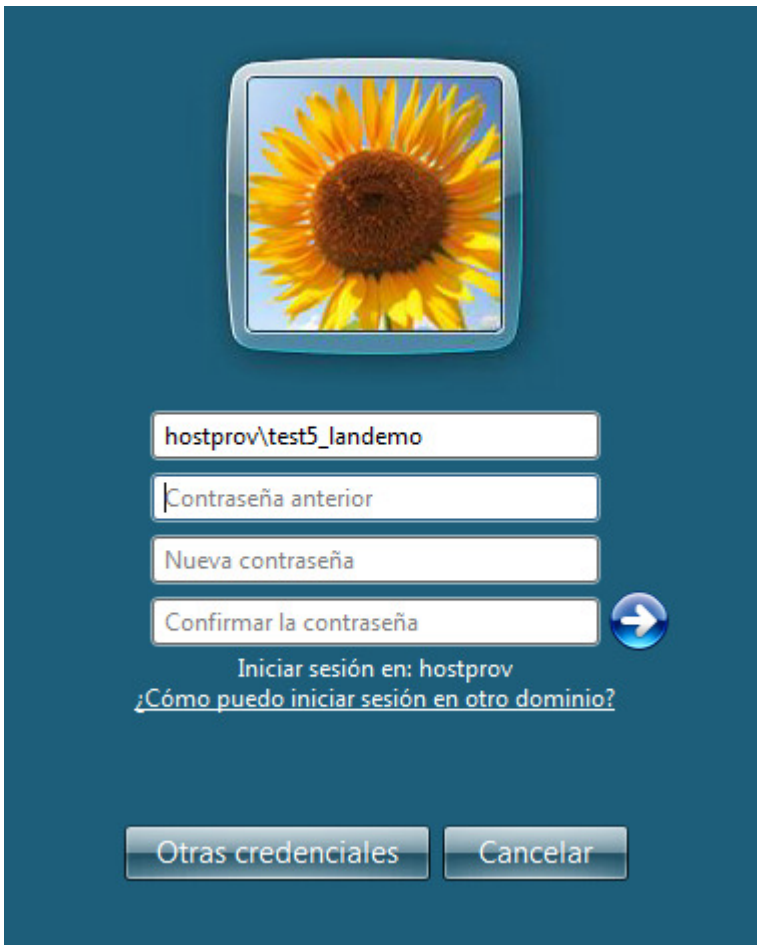 hostprov\test5_landemo
Contraseña anterior
Nueva contraseña
Confirmar la contraseña
Iniciar sesión en: hostprov
¿Cómo puedo iniciar sesión en otro dominio?
Otras credenciales
Cancelar